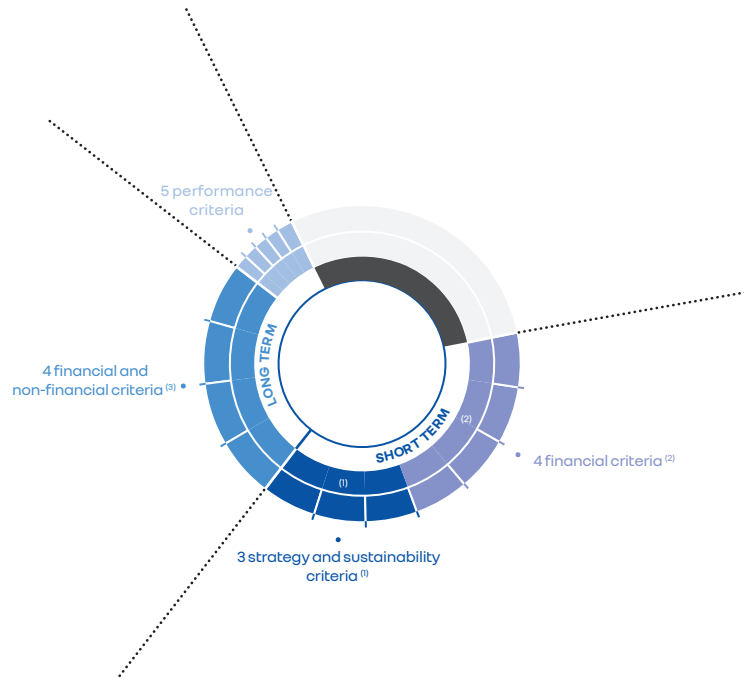 5 performance
criteria
LONG TERM
4 financial and
non-financial criteria (3)
SHORT TERM
(2)
4 financial criteria (2)
(1)
3 strategy and sustainability
criteria (1)